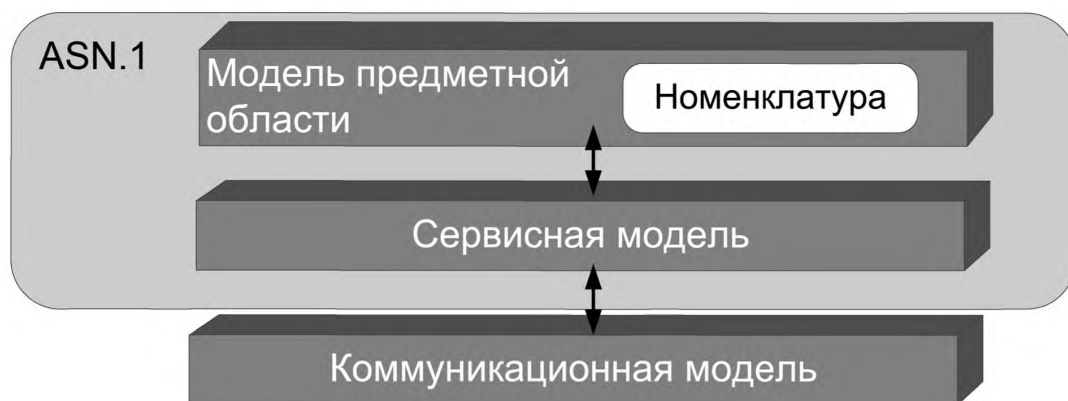 ASN.1
Модель предметной
области
Номенклатура
Сервисная модель
Коммуникационная модель